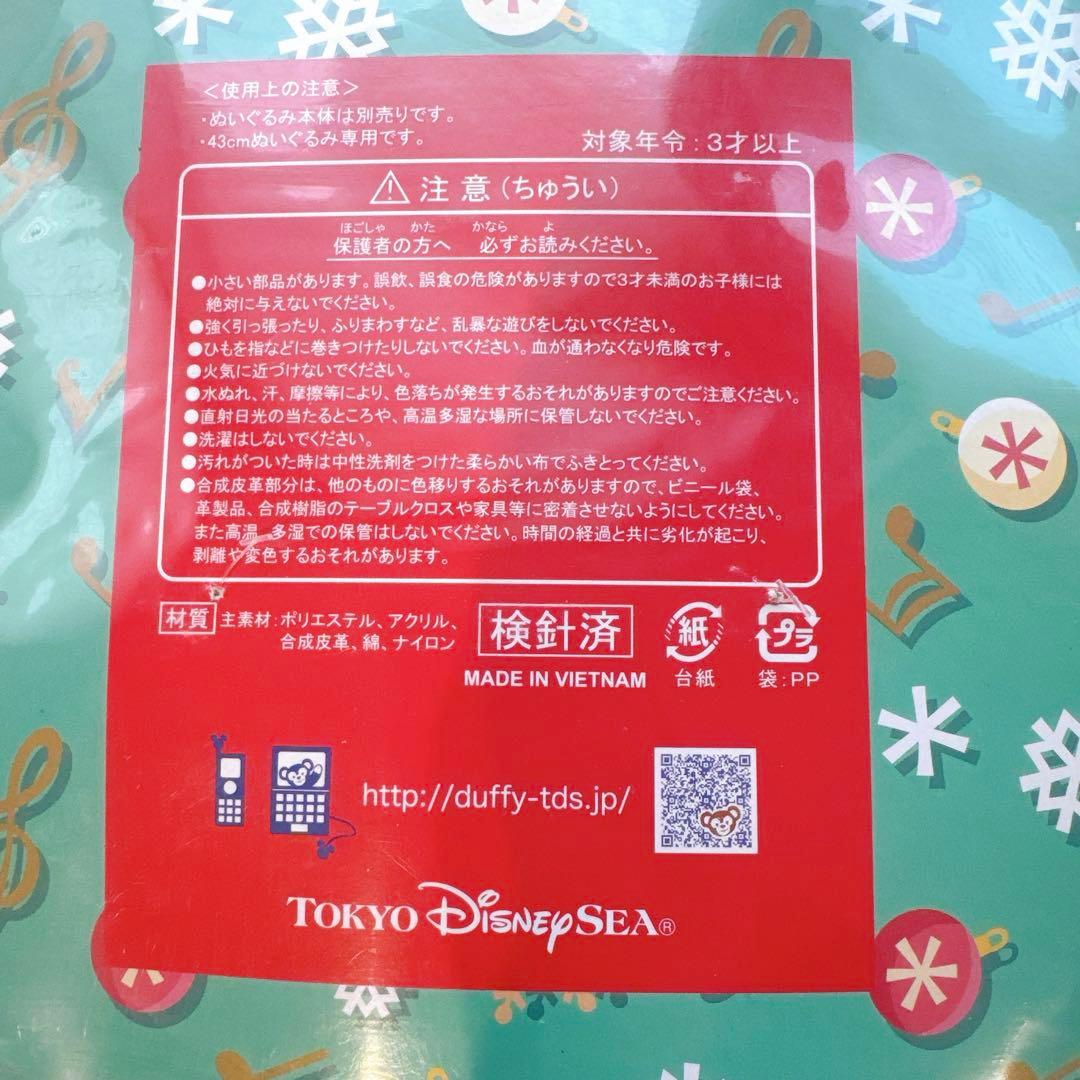 ＜使用上の注意＞
・ぬいぐるみ本体は別売りです。
・43cmぬいぐるみ専用です。
対象年令：3才以上
⚠ 注意（ちゅうい）
ほごしゃ かた かなら よ
保護者の方へ 必ずお読みください。
●小さい部品があります。誤飲、誤食の危険がありますので3才未満のお子様には
絶対に与えないでください。
●強く引っ張ったり、ふりまわすなど、乱暴な遊びをしないでください。
●ひもを指などに巻きつけたりしないでください。血が通わなくなり危険です。
●火気に近づけないでください。
●水ぬれ、汗、摩擦等により、色落ちが発生するおそれがありますのでご注意ください。
●直射日光の当たるところや、高温多湿な場所に保管しないでください。
●洗濯はしないでください。
●汚れがついた時は中性洗剤をつけた柔らかい布でふきとってください。
●合成皮革部分は、他のものに色移りするおそれがありますので、ビニール袋、
革製品、合成樹脂のテーブルクロスや家具等に密着させないようにしてください。
また高温、多湿での保管はしないでください。時間の経過と共に劣化が起こり、
剥離や変色するおそれがあります。
材質 主素材：ポリエステル、アクリル、
合成皮革、綿、ナイロン
検針済
MADE IN VIETNAM
紙
台紙
プラ
袋：PP
http://duffy-tds.jp/
TOKYO DISNEYSEA®